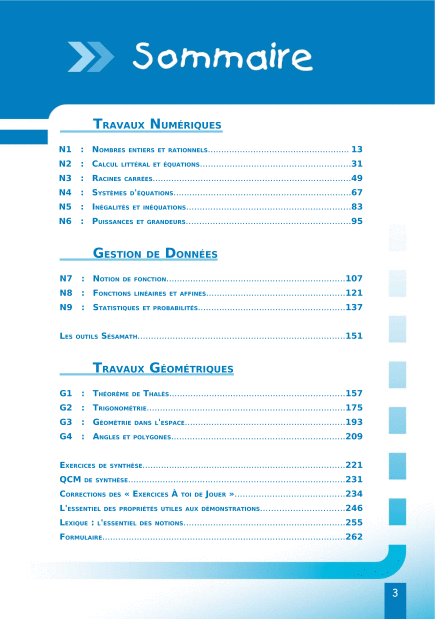 Sommaire
Travaux Numériques
N1 : Nombres entiers et rationnels 13
N2 : Calcul littéral et équations 31
N3 : Racines carrées 49
N4 : Systèmes d'équations 67
N5 : Inégalités et inéquations 83
N6 : Puissances et grandeurs 95
Gestion de Données
N7 : Notion de fonction 107
N8 : Fonctions linéaires et affines 121
N9 : Statistiques et probabilités 137
Les outils Sésamath 151
Travaux Géométriques
G1 : Théorème de Thalès 157
G2 : Trigonométrie 175
G3 : Géométrie dans l'espace 193
G4 : Angles et polygones 209
Exercices de synthèse 221
QCM de synthèse 231
Corrections des « Exercices À toi de Jouer » 234
L'essentiel des propriétés utiles aux démonstrations 246
Lexique : l'essentiel des notions 255
Formulaire 262
3